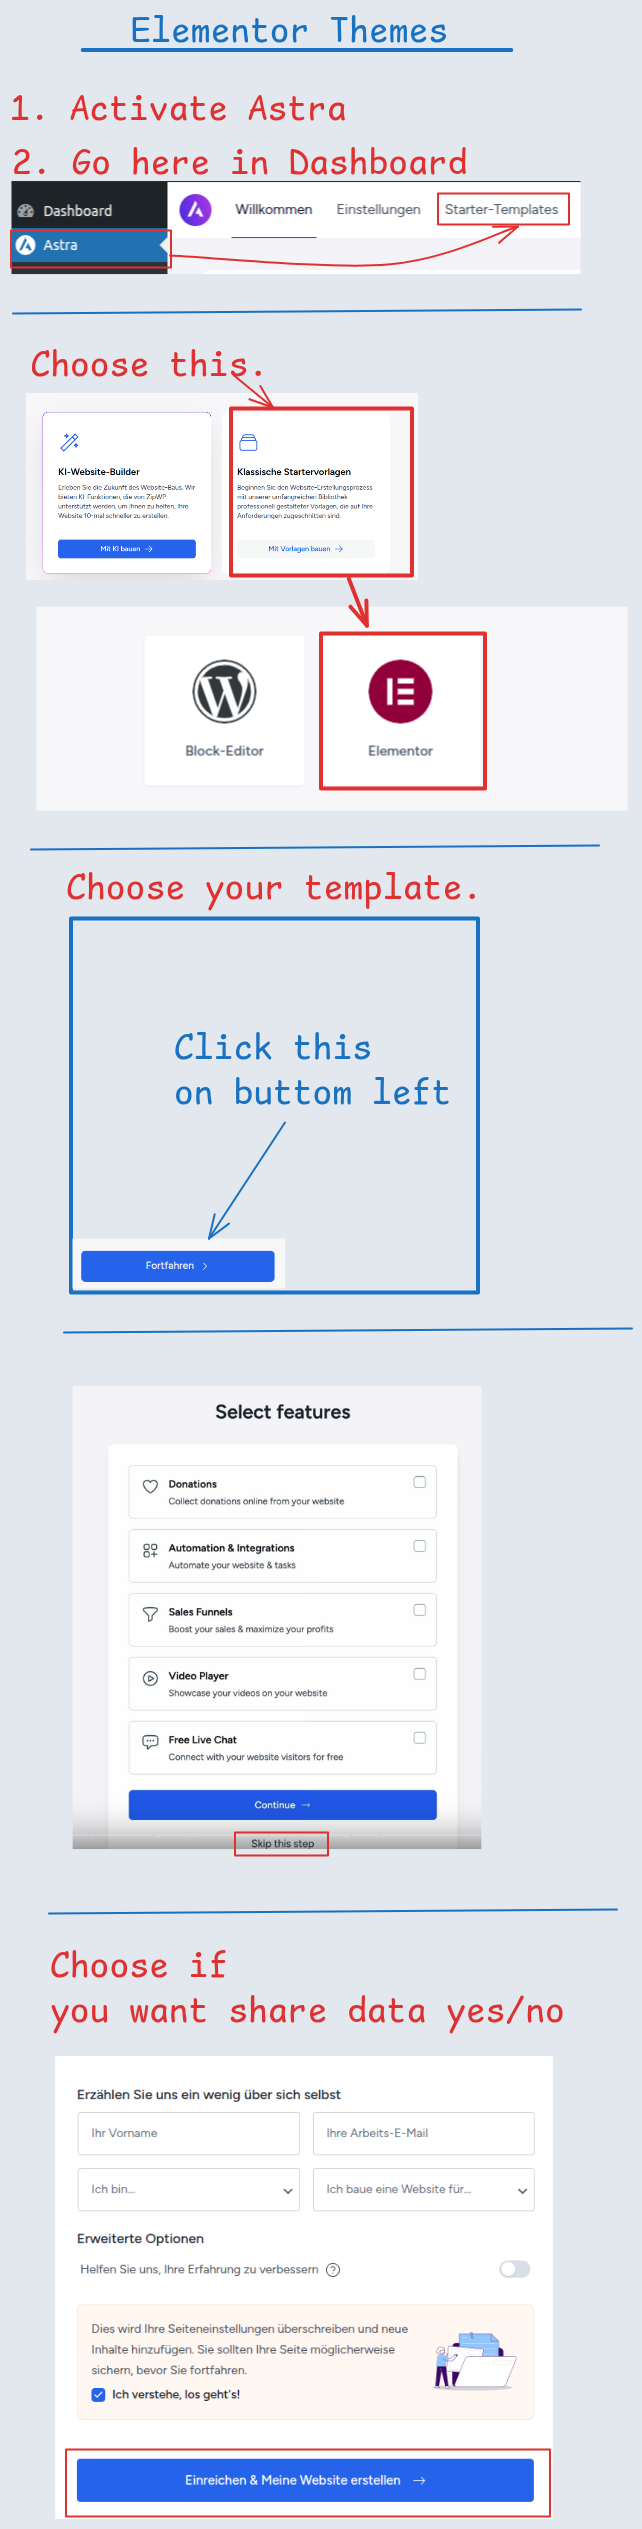 Elementor Themes
1. Activate Astra
2. Go here in Dashboard
Dashboard
Astra
Willkommen
Einstellungen
Starter-Templates
Choose this.
KI-Website-Builder
Erleben Sie die Zukunft des Website-Baus. Wir
bieten KI-Funktionen, die von ZipWP
unterstützt werden, um Ihnen zu helfen, Ihre
Website 10-mal schneller zu erstellen.
Mit KI bauen
Klassische Startervorlagen
Beginnen Sie den Website-Erstellungsprozess
mit unserer umfangreichen Bibliothek
professionell gestalteter Vorlagen, die auf Ihre
Anforderungen zugeschnitten sind.
Mit Vorlagen bauen
Block-Editor
Elementor
Choose your template.
Click this
on buttom left
Fortfahren
Select features
Donations
Collect donations online from your website
Automation & Integrations
Automate your website & tasks
Sales Funnels
Boost your sales & maximize your profits
Video Player
Showcase your videos on your website
Free Live Chat
Connect with your website visitors for free
Continue
Skip this step
Choose if
you want share data yes/no
Erzählen Sie uns ein wenig über sich selbst
Ihr Vorname
Ihre Arbeits-E-Mail
Ich bin...
Ich baue eine Website für...
Erweiterte Optionen
Helfen Sie uns, Ihre Erfahrung zu verbessern
Dies wird Ihre Seiteneinstellungen überschreiben und neue
Inhalte hinzufügen. Sie sollten Ihre Seite möglicherweise
sichern, bevor Sie fortfahren.
Ich verstehe, los geht's!
Einreichen & Meine Website erstellen